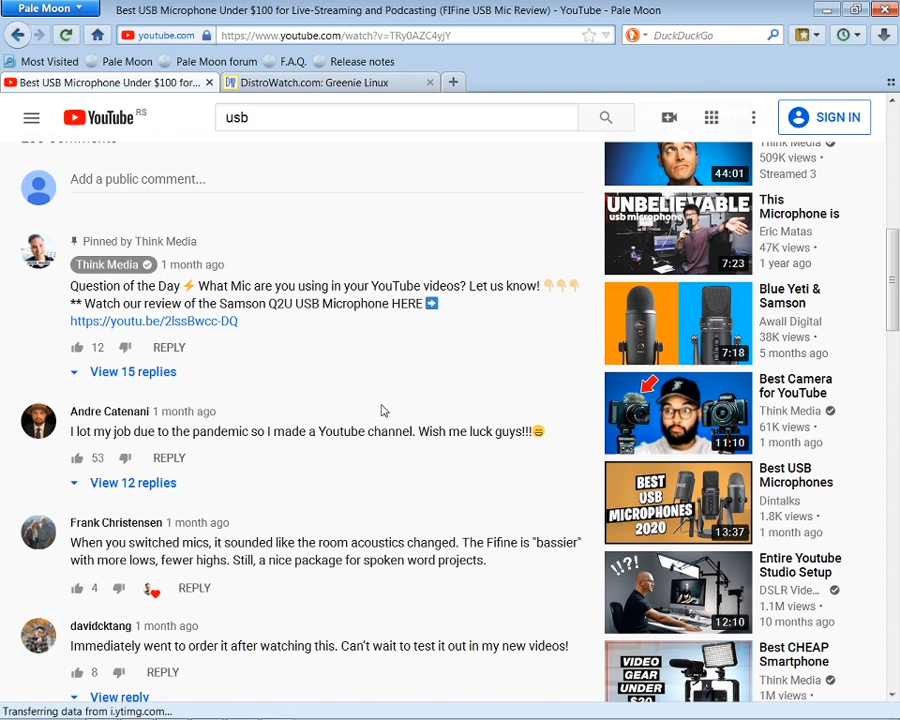 Pale Moon
Best USB Microphone Under $100 for Live-Streaming and Podcasting (FIFine USB Mic Review) - YouTube - Pale Moon
youtube.com
https://www.youtube.com/watch?v=TRy0AZC4yjY
DuckDuckGo
Most Visited
Pale Moon
Pale Moon forum
F.A.Q.
Release notes
Best USB Microphone Under $100 for...
DistroWatch.com: Greenie Linux
YouTube RS
usb
SIGN IN
Add a public comment...
Pinned by Think Media
Think Media 1 month ago
Question of the Day ⚡ What Mic are you using in your YouTube videos? Let us know! 👇🏻👇🏻👇🏻
** Watch our review of the Samson Q2U USB Microphone HERE ➡️
https://youtu.be/2lssBwcc-DQ
12 REPLY
View 15 replies
Andre Catenani 1 month ago
I lot my job due to the pandemic so I made a Youtube channel. Wish me luck guys!!!😄
53 REPLY
View 12 replies
Frank Christensen 1 month ago
When you switched mics, it sounded like the room acoustics changed. The Fifine is "bassier"
with more lows, fewer highs. Still, a nice package for spoken word projects.
4 REPLY
davidcktang 1 month ago
Immediately went to order it after watching this. Can't wait to test it out in my new videos!
8 REPLY
View reply
44:01
Think Media
509K views •
Streamed 3
UNBELIEVABLE
usb microphone
7:23
This
Microphone is
Eric Matas
47K views •
1 year ago
7:18
Blue Yeti &
Samson
Awall Digital
38K views •
5 months ago
11:10
Best Camera
for YouTube
Think Media
61K views •
1 month ago
BEST
USB
MICROPHONES
2020
13:37
Best USB
Microphones
Dintalks
1.8K views •
1 month ago
!?!?
12:10
Entire Youtube
Studio Setup
DSLR Vide...
1.1M views •
10 months ago
VIDEO
GEAR
UNDER
Best CHEAP
Smartphone
Think Media
1M views •
Transferring data from i.ytimg.com...